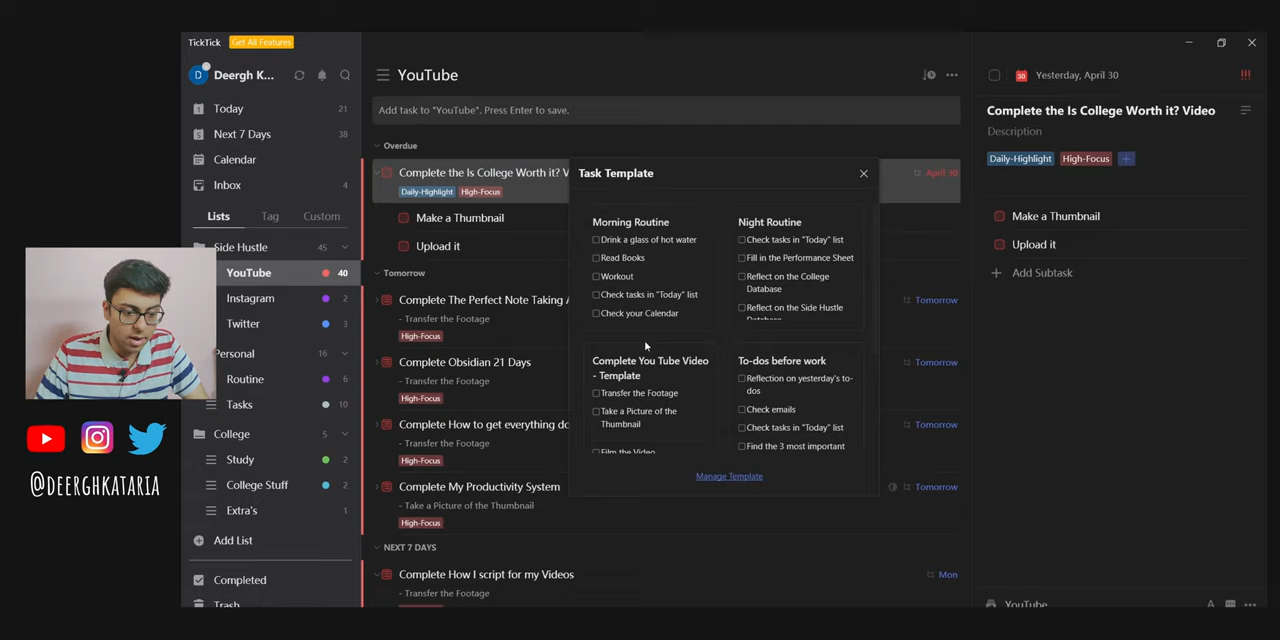 TickTick
Get All Features
D
Deergh K...
Today 21
Next 7 Days 38
Calendar
Inbox 4
Lists Tag Custom
Side Hustle 45
YouTube 40
Instagram 2
Twitter 3
Personal 16
Routine 6
Tasks 10
College 5
Study 2
College Stuff 2
Extra's 1
Add List
Completed
Trash
@DEERGHKATARIA
YouTube
Add task to "YouTube". Press Enter to save.
Overdue
Complete the Is College Worth it? V
April 30
Daily-Highlight High-Focus
Make a Thumbnail
Upload it
Tomorrow
Complete The Perfect Note Taking A
Tomorrow
- Transfer the Footage
High-Focus
Complete Obsidian 21 Days
Tomorrow
- Transfer the Footage
High-Focus
Complete How to get everything do
Tomorrow
- Transfer the Footage
High-Focus
Complete My Productivity System
Tomorrow
- Take a Picture of the Thumbnail
High-Focus
NEXT 7 DAYS
Complete How I script for my Videos
Mon
- Transfer the Footage
Task Template
Morning Routine
Drink a glass of hot water
Read Books
Workout
Check tasks in "Today" list
Check your Calendar
Night Routine
Check tasks in "Today" list
Fill in the Performance Sheet
Reflect on the College
Database
Reflect on the Side Hustle
Database
Complete You Tube Video
- Template
Transfer the Footage
Take a Picture of the
Thumbnail
Film the Video
To-dos before work
Reflection on yesterday's to-
dos
Check emails
Check tasks in "Today" list
Find the 3 most important
Manage Template
30
Yesterday, April 30
!!!
Complete the Is College Worth it? Video
Description
Daily-Highlight High-Focus +
Make a Thumbnail
Upload it
Add Subtask
YouTube
A